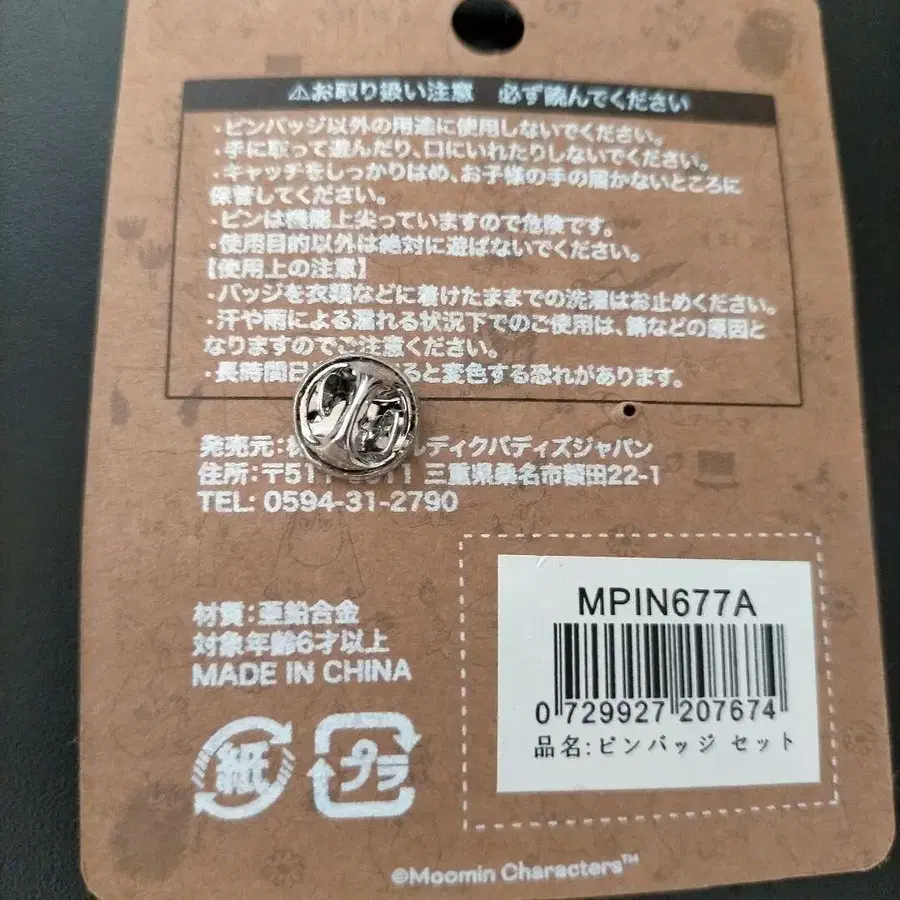 ⚠お取り扱い注意　必ず読んでください
・ピンバッジ以外の用途に使用しないでください。
・手に取って遊んだり、口にいれたりしないでください。
・キャッチをしっかりはめ、お子様の手の届かないところに
保管してください。
・ピンは機能上尖っていますので危険です。
・使用目的以外は絶対に遊ばないでください。
【使用上の注意】
・バッジを衣類などに着けたままでの洗濯はお止めください。
・汗や雨による濡れる状況下でのご使用は、錆などの原因と
なりますのでご注意ください。
・長時間 ると変色する恐れがあります。
発売元: ルディクバディズジャパン
住所:〒511 11 三重県桑名市蘰田22-1
TEL: 0594-31-2790
材質:亜鉛合金
対象年齢6才以上
MADE IN CHINA
紙
プラ
MPIN677A
0 729927 207674
品名:ピンバッジ セット
©Moomin Characters™